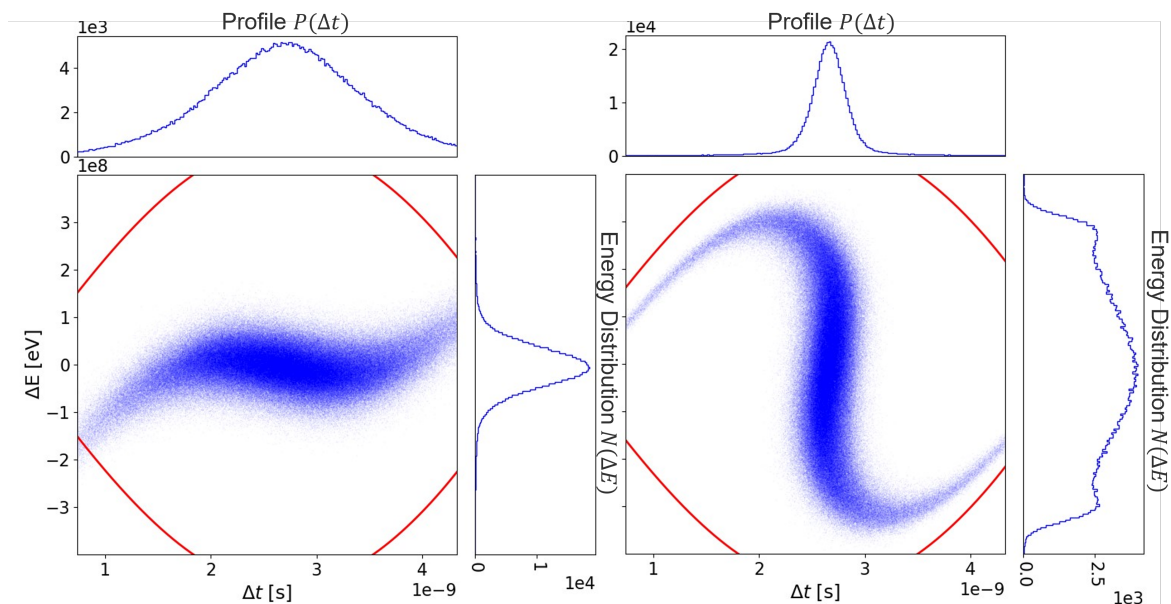 Profile P(Δt)
Profile P(Δt)
1e3
4
2
0
1e4
2
1
0
1e8
3
2
1
0
−1
−2
−3
ΔE [eV]
1
2
3
4
Δt [s]
1e−9
0
1
1e4
Energy Distribution N(ΔE)
1
2
3
4
Δt [s]
1e−9
0.0
2.5
1e3
Energy Distribution N(ΔE)